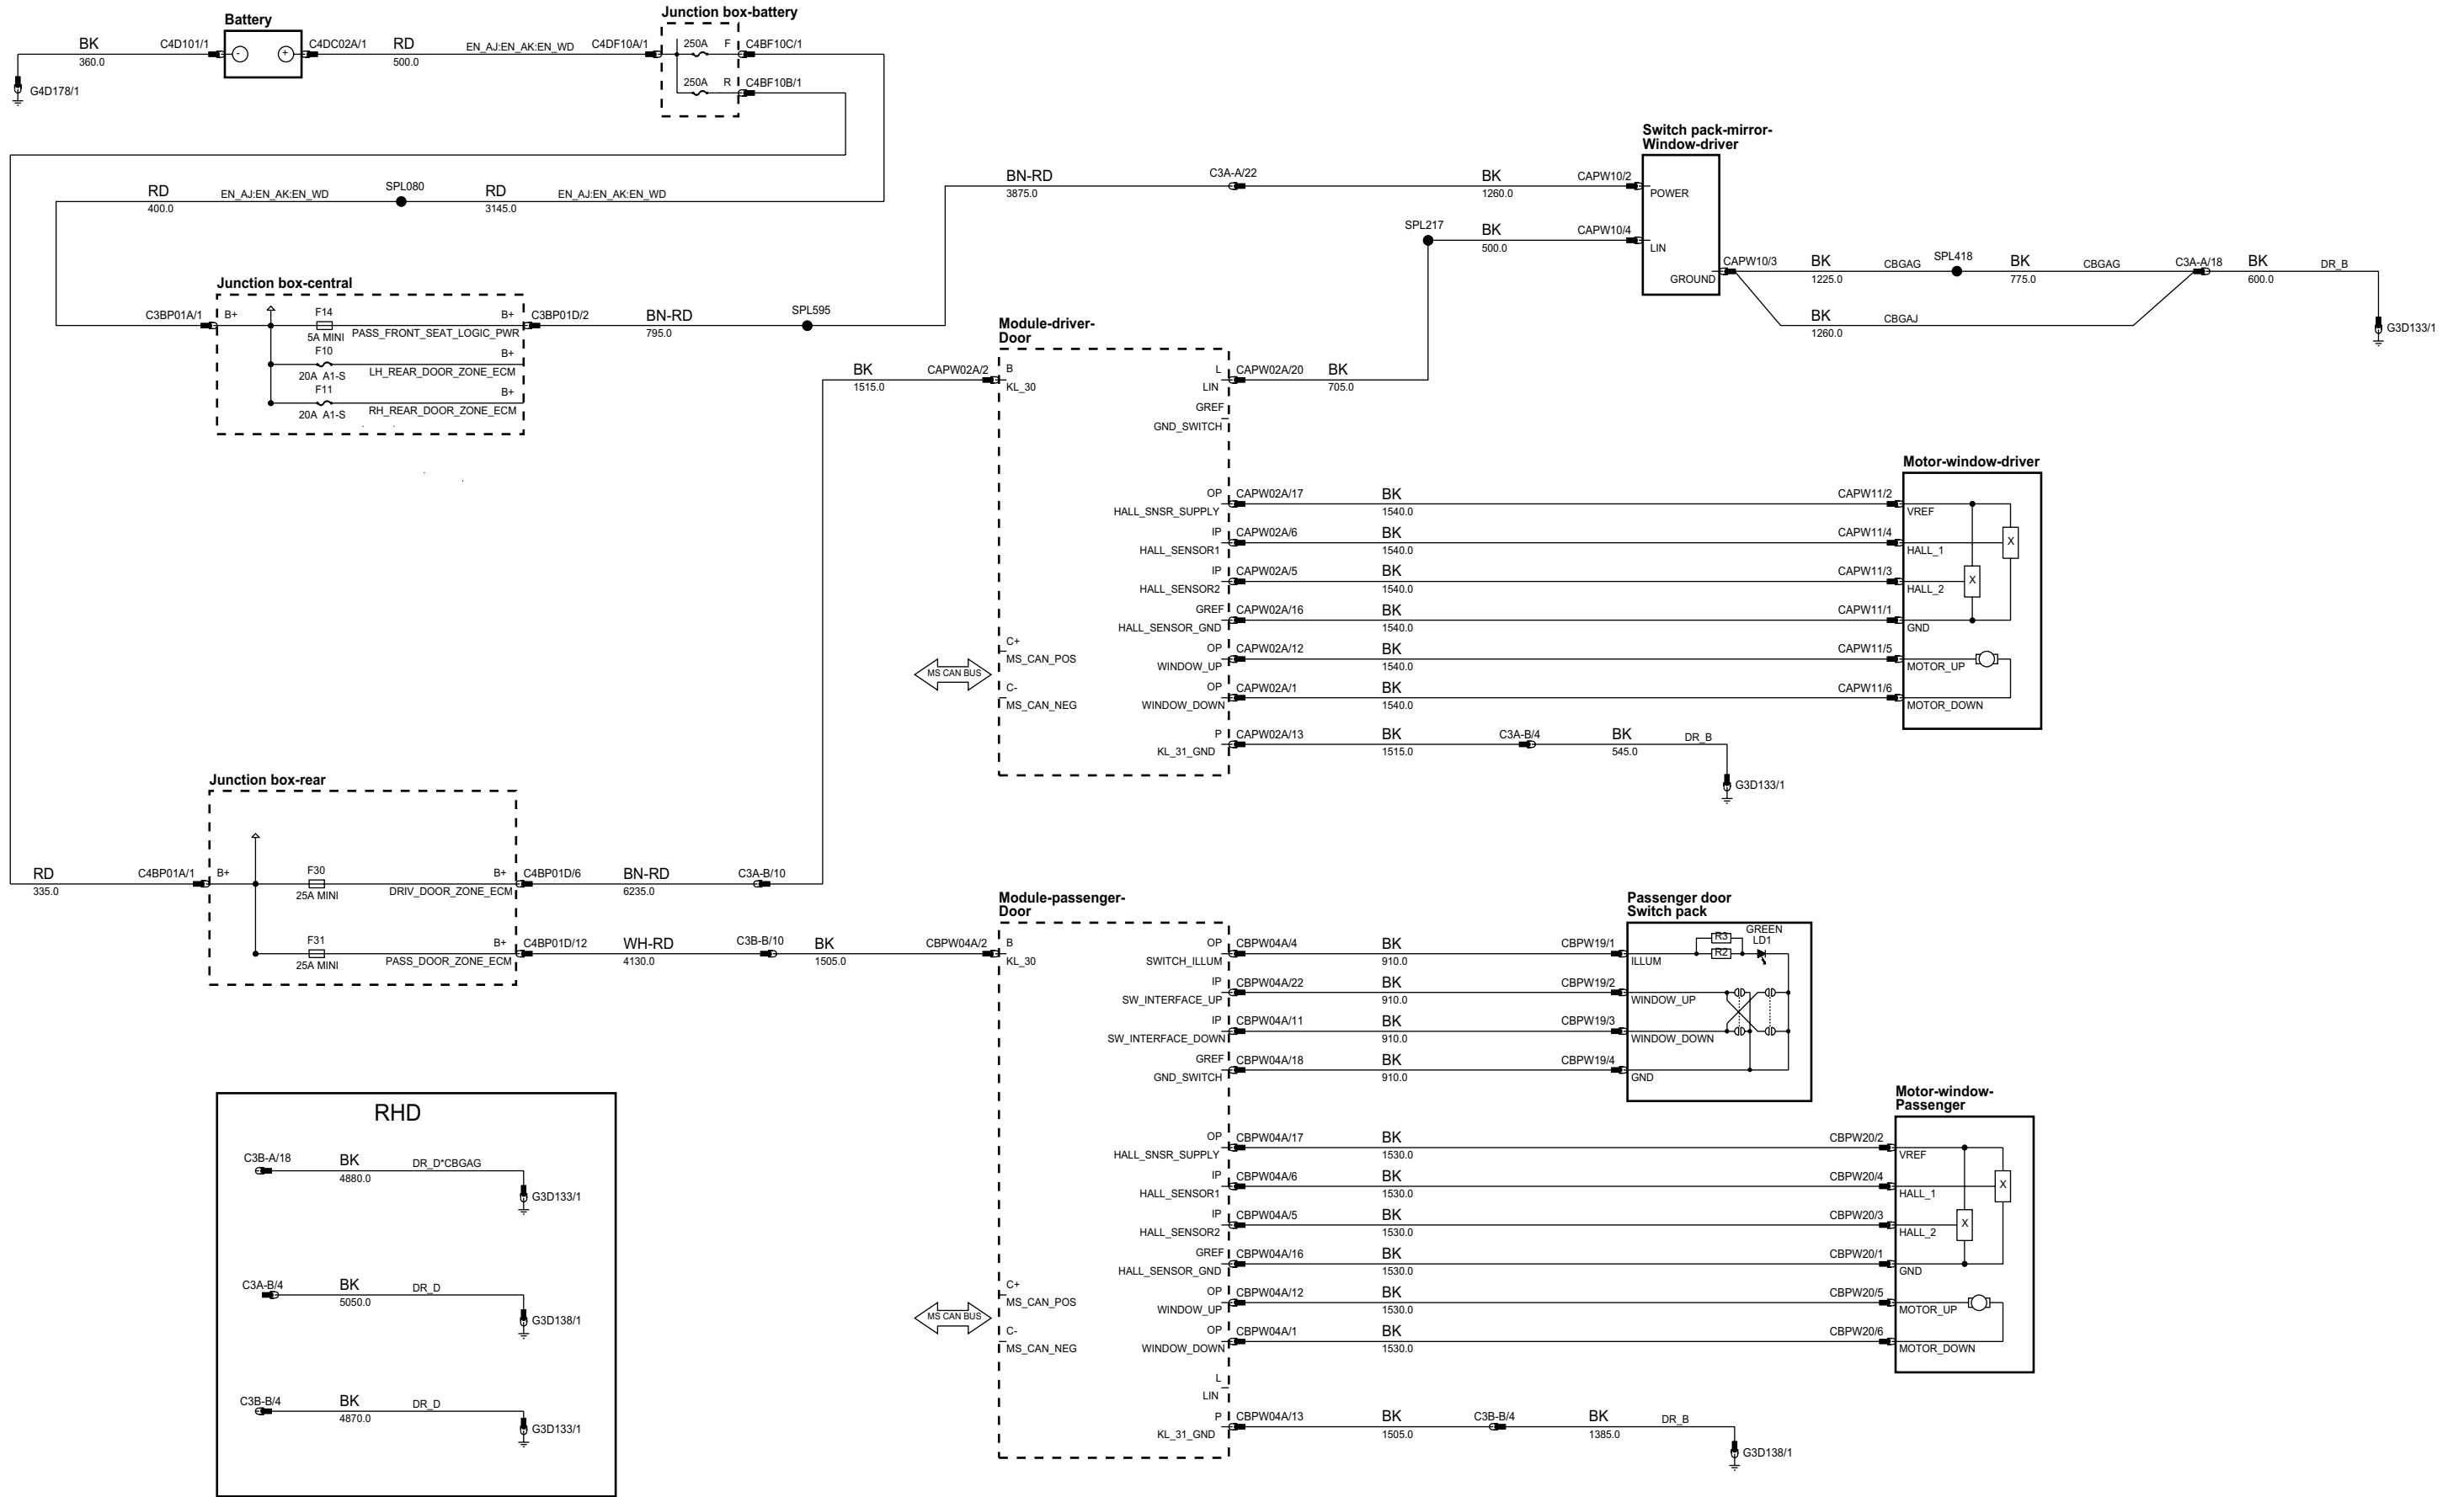 Battery
BK
360.0
C4D101/1
-
+
C4DC02A/1
RD
500.0
EN_AJ:EN_AK:EN_WD
C4DF10A/1
G4D178/1
Junction box-battery
250A F
C4BF10C/1
250A R
C4BF10B/1
RD
400.0
EN_AJ:EN_AK:EN_WD
SPL080
RD
3145.0
EN_AJ:EN_AK:EN_WD
Junction box-central
C3BP01A/1
B+
F14
5A MINI
B+
PASS_FRONT_SEAT_LOGIC_PWR
F10
20A A1-S
B+
LH_REAR_DOOR_ZONE_ECM
F11
20A A1-S
B+
RH_REAR_DOOR_ZONE_ECM
C3BP01D/2
BN-RD
795.0
SPL595
BN-RD
3875.0
C3A-A/22
BK
1260.0
CAPW10/2
Switch pack-mirror-
Window-driver
POWER
SPL217
BK
500.0
CAPW10/4
LIN
GROUND
CAPW10/3
BK
1225.0
CBGAG
SPL418
BK
775.0
CBGAG
C3A-A/18
BK
600.0
DR_B
BK
1260.0
CBGAJ
G3D133/1
Module-driver-
Door
BK
1515.0
CAPW02A/2
B
KL_30
L
LIN
CAPW02A/20
BK
705.0
GREF
GND_SWITCH
Motor-window-driver
OP
HALL_SNSR_SUPPLY
CAPW02A/17
BK
1540.0
CAPW11/2
VREF
IP
HALL_SENSOR1
CAPW02A/6
BK
1540.0
CAPW11/4
HALL_1
X
IP
HALL_SENSOR2
CAPW02A/5
BK
1540.0
CAPW11/3
HALL_2
X
GREF
HALL_SENSOR_GND
CAPW02A/16
BK
1540.0
CAPW11/1
GND
C+
MS_CAN_POS
MS CAN BUS
C-
MS_CAN_NEG
OP
WINDOW_UP
CAPW02A/12
BK
1540.0
CAPW11/5
MOTOR_UP
OP
WINDOW_DOWN
CAPW02A/1
BK
1540.0
CAPW11/6
MOTOR_DOWN
P
KL_31_GND
CAPW02A/13
BK
1515.0
C3A-B/4
BK
545.0
DR_B
G3D133/1
Junction box-rear
RD
335.0
C4BP01A/1
B+
F30
25A MINI
B+
DRIV_DOOR_ZONE_ECM
C4BP01D/6
BN-RD
6235.0
C3A-B/10
F31
25A MINI
B+
PASS_DOOR_ZONE_ECM
C4BP01D/12
WH-RD
4130.0
C3B-B/10
BK
1505.0
CBPW04A/2
Module-passenger-
Door
B
KL_30
Passenger door
Switch pack
OP
SWITCH_ILLUM
CBPW04A/4
BK
910.0
CBPW19/1
ILLUM
R3
R2
GREEN
LD1
IP
SW_INTERFACE_UP
CBPW04A/22
BK
910.0
CBPW19/2
WINDOW_UP
IP
SW_INTERFACE_DOWN
CBPW04A/11
BK
910.0
CBPW19/3
WINDOW_DOWN
GREF
GND_SWITCH
CBPW04A/18
BK
910.0
CBPW19/4
GND
Motor-window-
Passenger
OP
HALL_SNSR_SUPPLY
CBPW04A/17
BK
1530.0
CBPW20/2
VREF
IP
HALL_SENSOR1
CBPW04A/6
BK
1530.0
CBPW20/4
HALL_1
X
IP
HALL_SENSOR2
CBPW04A/5
BK
1530.0
CBPW20/3
HALL_2
X
GREF
HALL_SENSOR_GND
CBPW04A/16
BK
1530.0
CBPW20/1
GND
C+
MS_CAN_POS
MS CAN BUS
C-
MS_CAN_NEG
OP
WINDOW_UP
CBPW04A/12
BK
1530.0
CBPW20/5
MOTOR_UP
OP
WINDOW_DOWN
CBPW04A/1
BK
1530.0
CBPW20/6
MOTOR_DOWN
L
LIN
P
KL_31_GND
CBPW04A/13
BK
1505.0
C3B-B/4
BK
1385.0
DR_B
G3D138/1
RHD
C3B-A/18
BK
4880.0
DR_D*CBGAG
G3D133/1
C3A-B/4
BK
5050.0
DR_D
G3D138/1
C3B-B/4
BK
4870.0
DR_D
G3D133/1